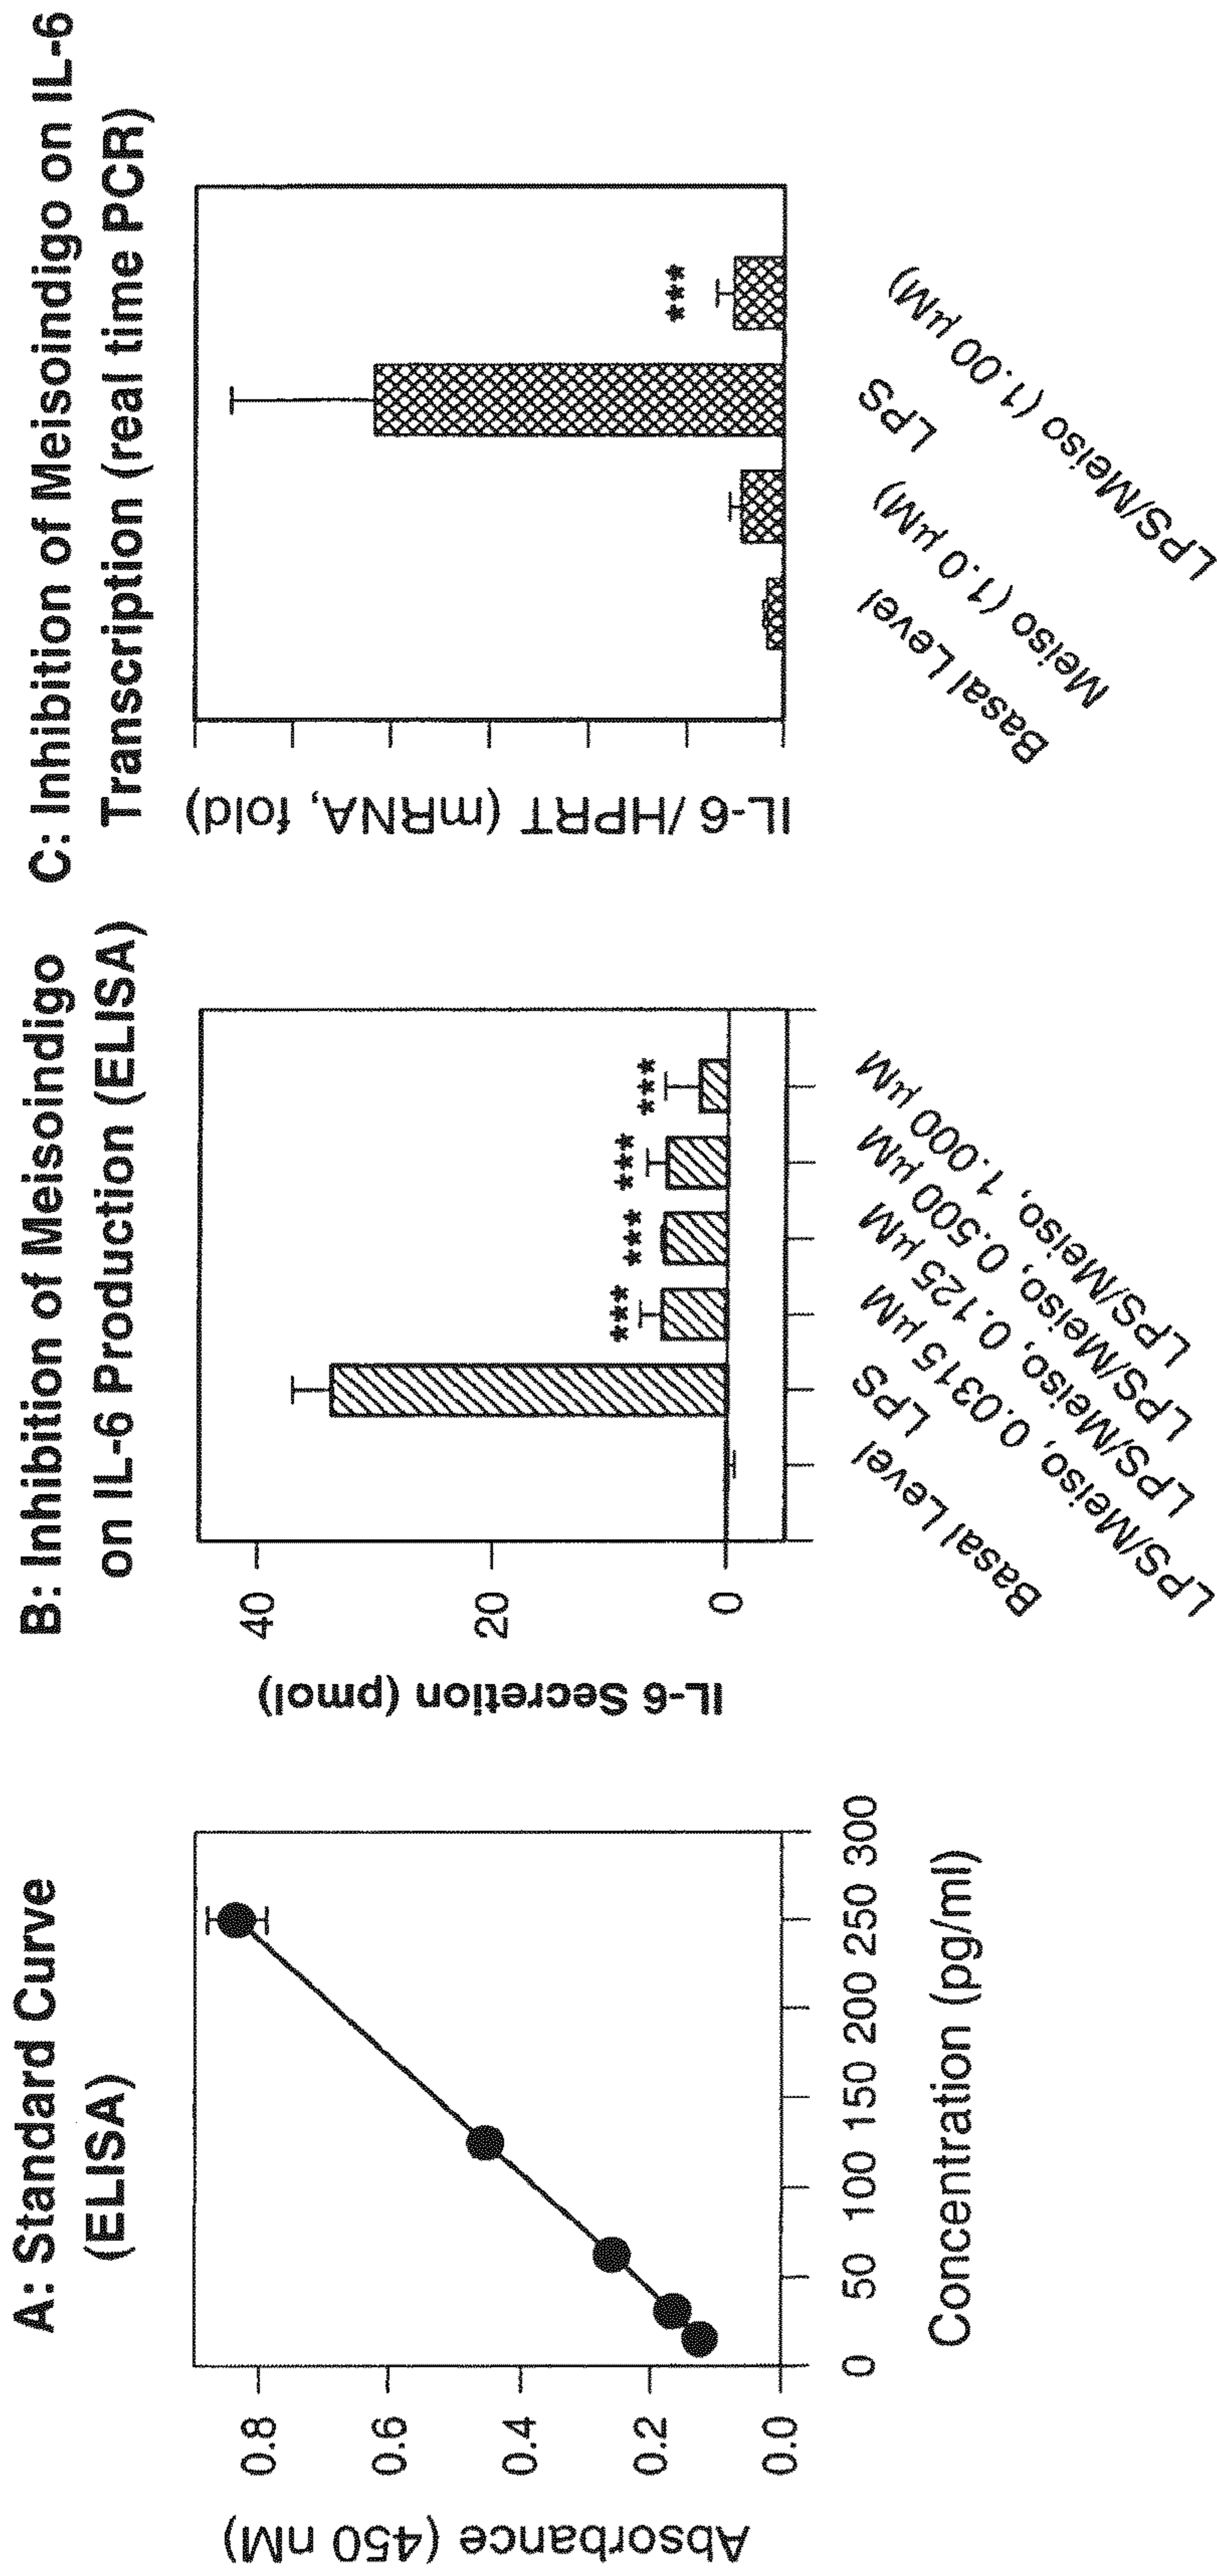 A: Standard Curve
(ELISA)
Absorbance (450 nM)
0.8
0.6
0.4
0.2
0.0
0 50 100 150 200 250 300
Concentration (pg/ml)
B: Inhibition of Meisoindigo
on IL-6 Production (ELISA)
IL-6 Secretion (pmol)
40
20
0
***
***
***
***
Basal Level
LPS
LPS/Meiso, 0.0315 µM
LPS/Meiso, 0.125 µM
LPS/Meiso, 0.500 µM
LPS/Meiso, 1.000 µM
C: Inhibition of Meisoindigo on IL-6
Transcription (real time PCR)
IL-6 / HPRT (mRNA, fold)
***
Basal Level
Meiso (1.0 µM)
LPS
LPS/Meiso (1.00 µM)